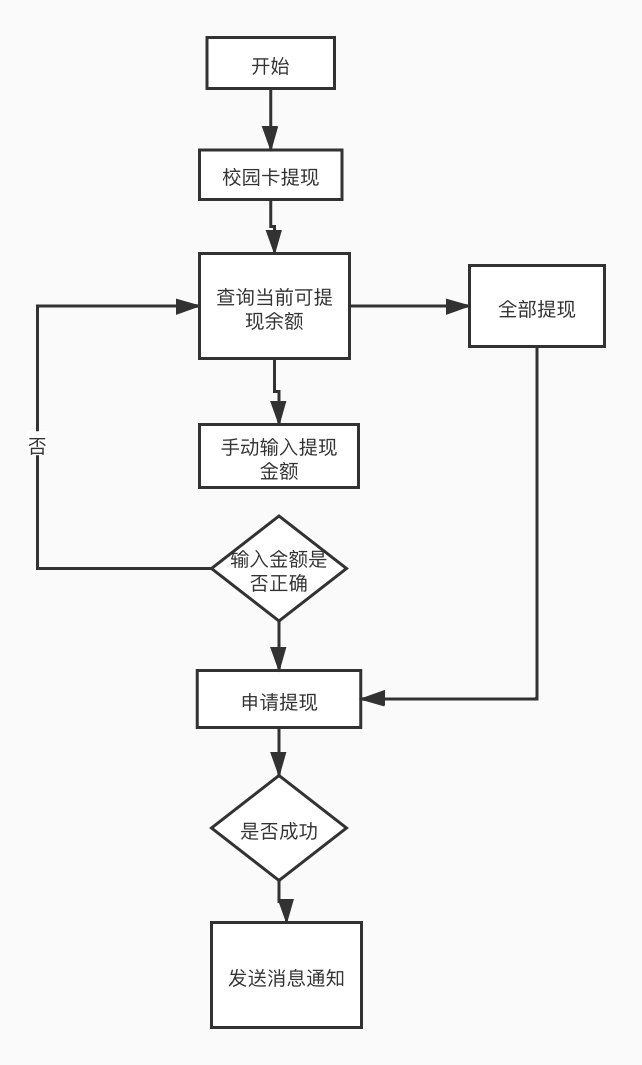 开始
校园卡提现
查询当前可提
现余额
全部提现
否
手动输入提现
金额
输入金额是
否正确
申请提现
是否成功
发送消息通知